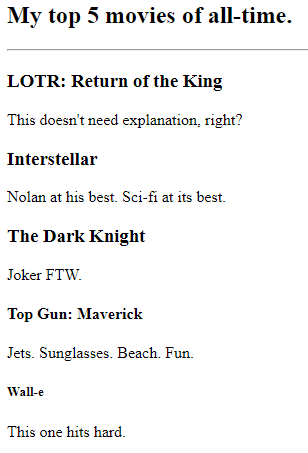 My top 5 movies of all-time.
LOTR: Return of the King
This doesn't need explanation, right?
Interstellar
Nolan at his best. Sci-fi at its best.
The Dark Knight
Joker FTW.
Top Gun: Maverick
Jets. Sunglasses. Beach. Fun.
Wall-e
This one hits hard.